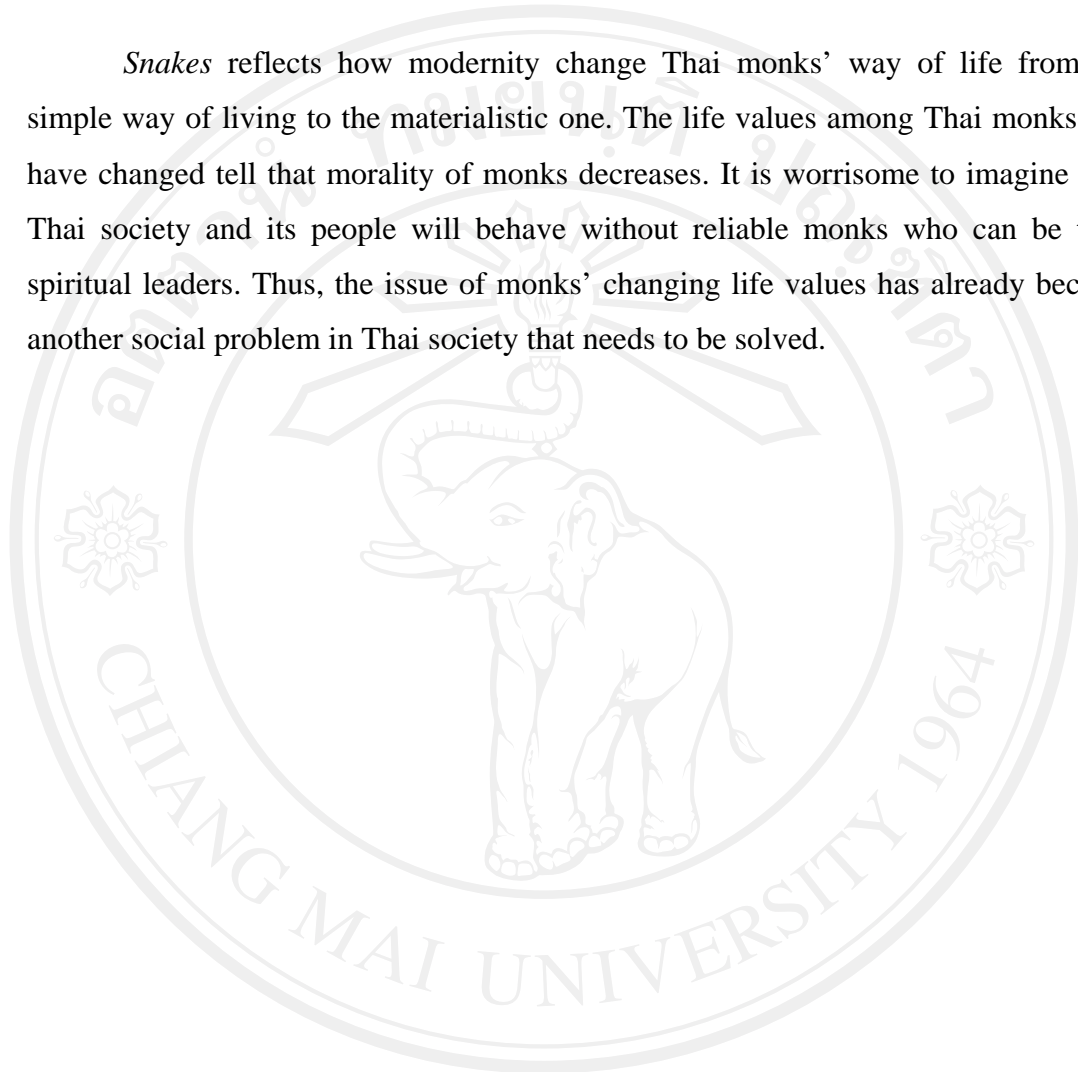 Snakes reflects how modernity change Thai monks’ way of life from
simple way of living to the materialistic one. The life values among Thai monks
have changed tell that morality of monks decreases. It is worrisome to imagine
Thai society and its people will behave without reliable monks who can be
spiritual leaders. Thus, the issue of monks’ changing life values has already
another social problem in Thai society that needs to be solved.
CHIANG MAI UNIVERSITY 1964